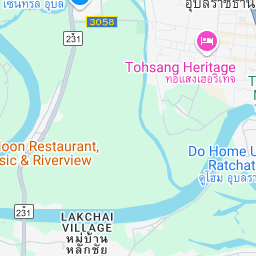 เซ็นทรัล อุบล
อุบลราชธานี
3058
231
Tohsang Heritage
ทอแสงเฮอริเทจ
oon Restaurant,
sic & Riverview
Do Home U
Ratchat
ดูโฮม อุบลรา
231
LAKCHAI
VILLAGE
หมู่บ้าน
หลักชัย